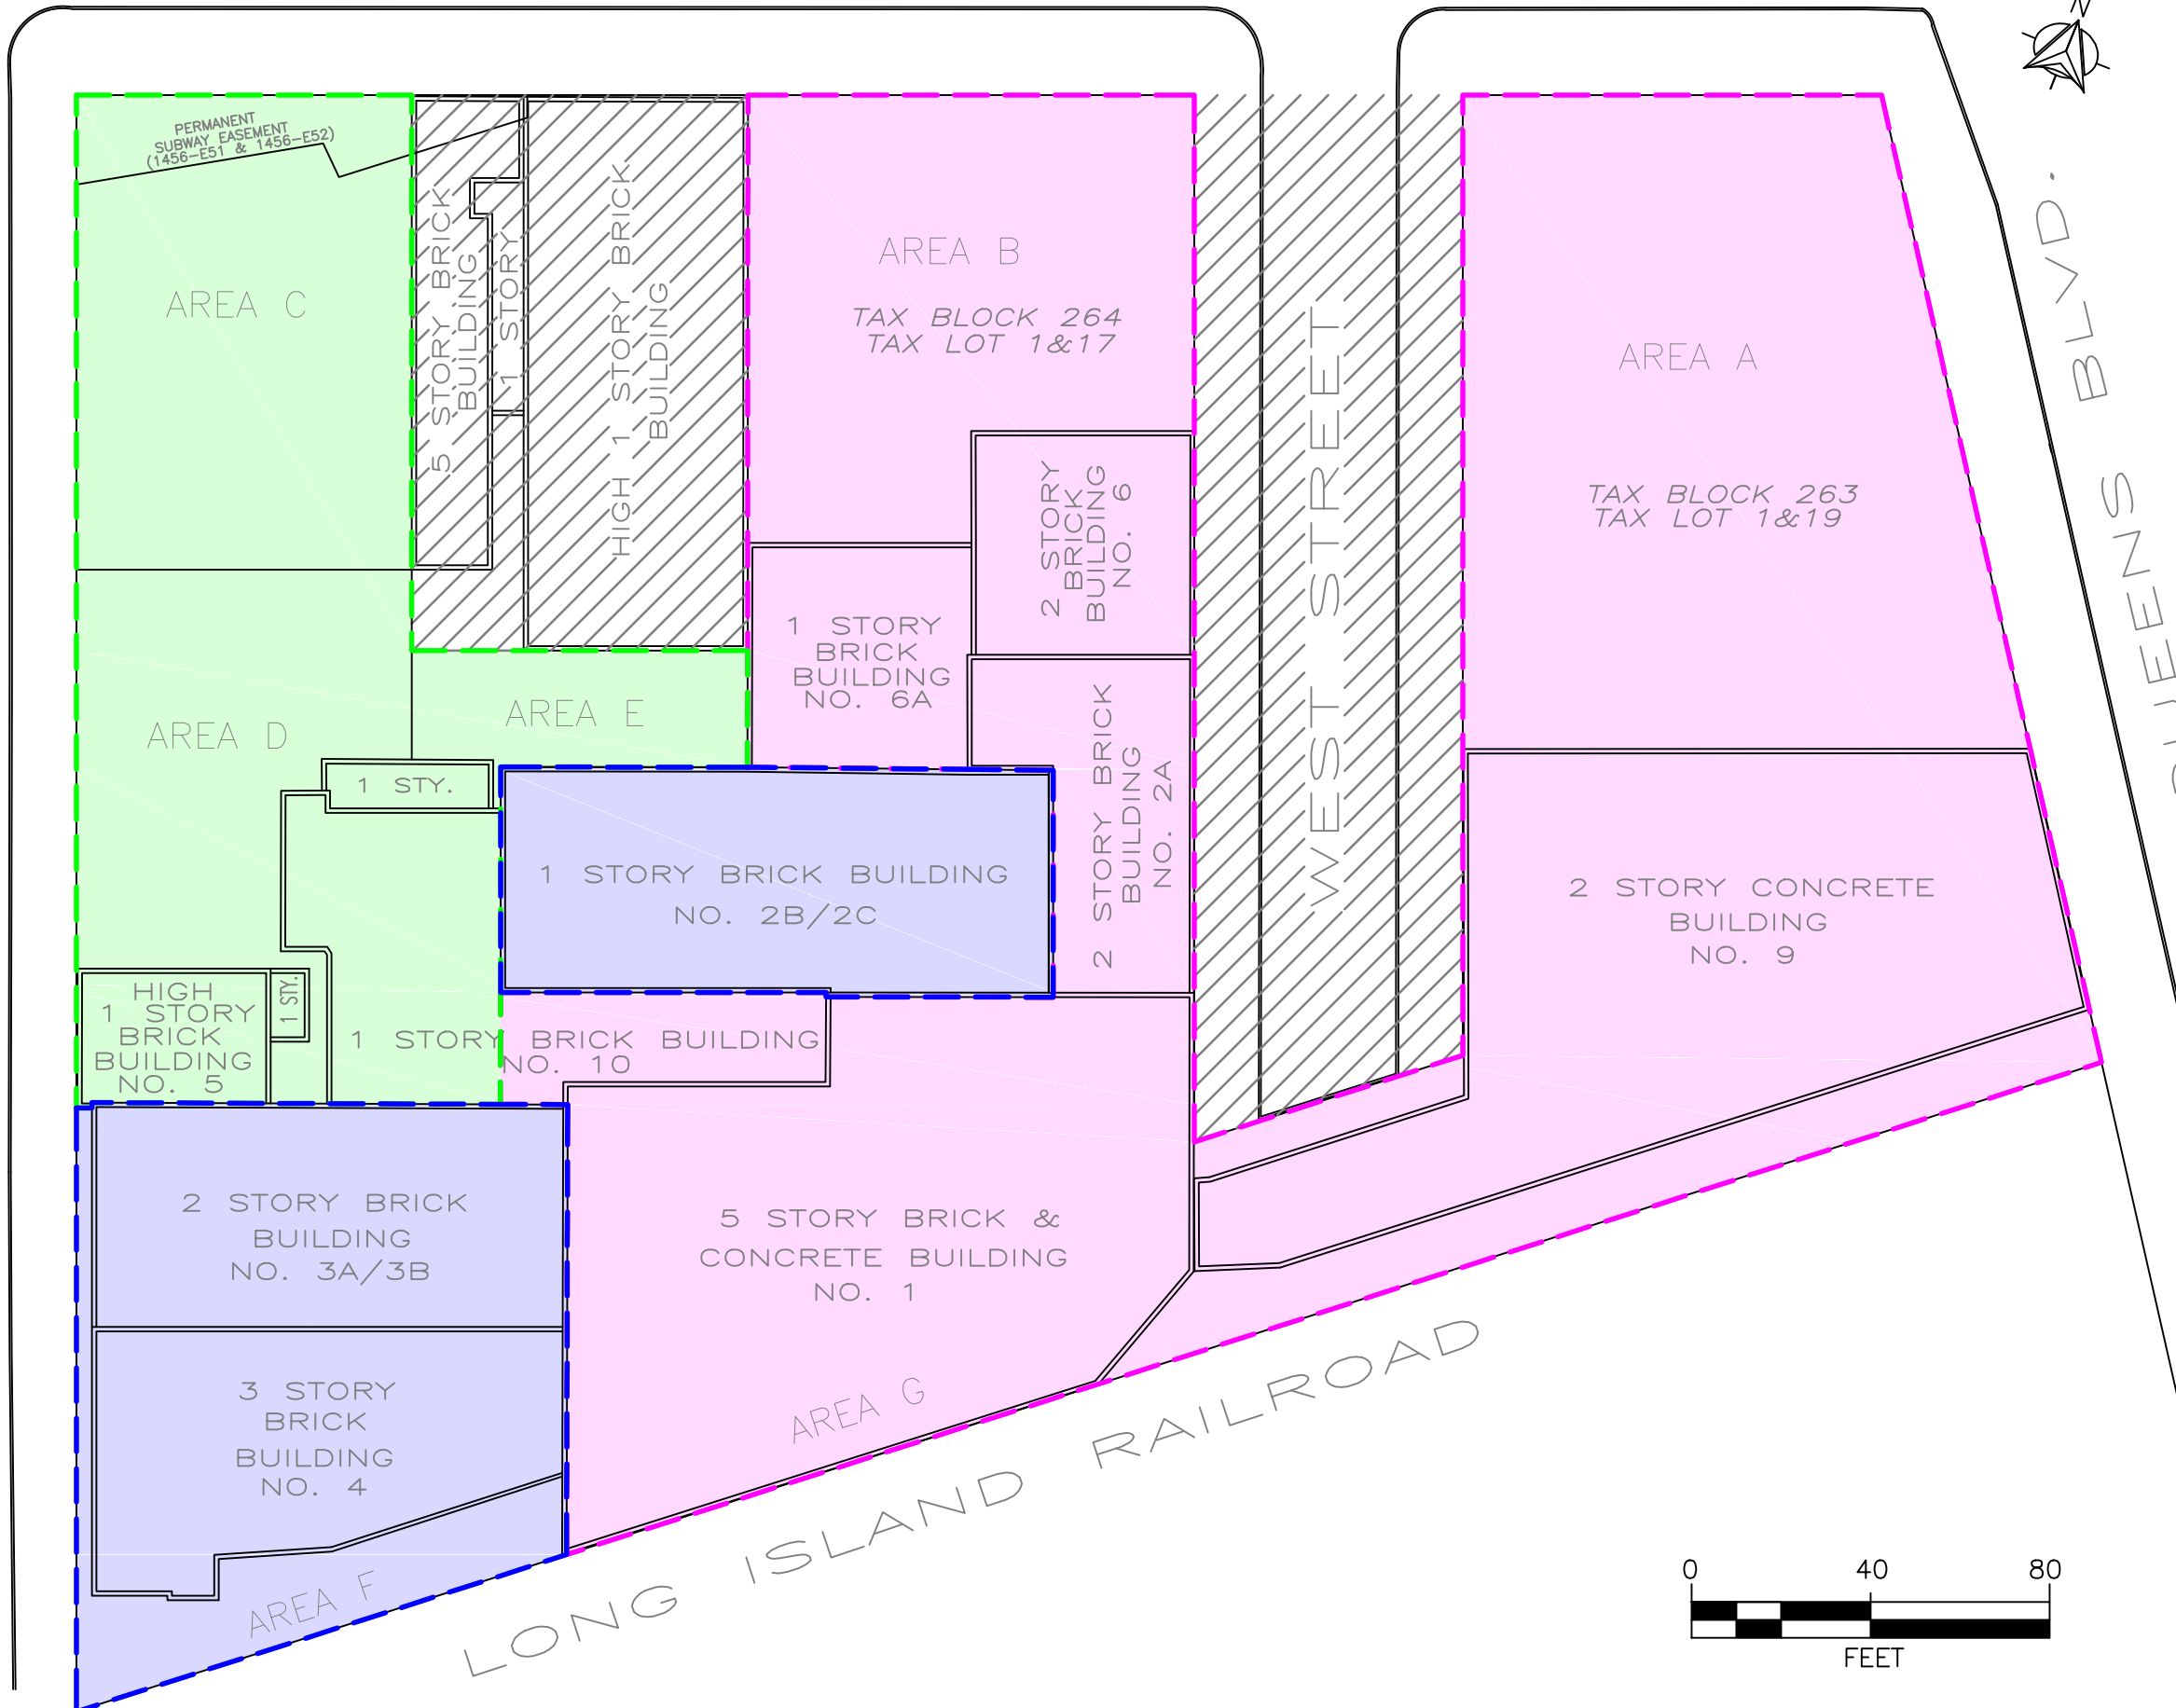 N
PERMANENT
SUBWAY EASEMENT
(1456-E51 & 1456-E52)
AREA C
5 STORY BRICK
BUILDING
1 STORY
HIGH 1 STORY BRICK
BUILDING
AREA B
TAX BLOCK 264
TAX LOT 1&17
WEST STREET
AREA A
TAX BLOCK 263
TAX LOT 1&19
QUEENS BLVD.
2 STORY
BRICK
BUILDING
NO. 6
1 STORY
BRICK
BUILDING
NO. 6A
AREA D
AREA E
1 STY.
2 STORY BRICK
BUILDING
NO. 2A
1 STORY BRICK BUILDING
NO. 2B/2C
2 STORY CONCRETE
BUILDING
NO. 9
HIGH
1 STORY
BRICK
BUILDING
NO. 5
1 STY.
1 STORY BRICK BUILDING
NO. 10
2 STORY BRICK
BUILDING
NO. 3A/3B
5 STORY BRICK &
CONCRETE BUILDING
NO. 1
3 STORY
BRICK
BUILDING
NO. 4
AREA G
AREA F
LONG ISLAND RAILROAD
0 40 80
FEET